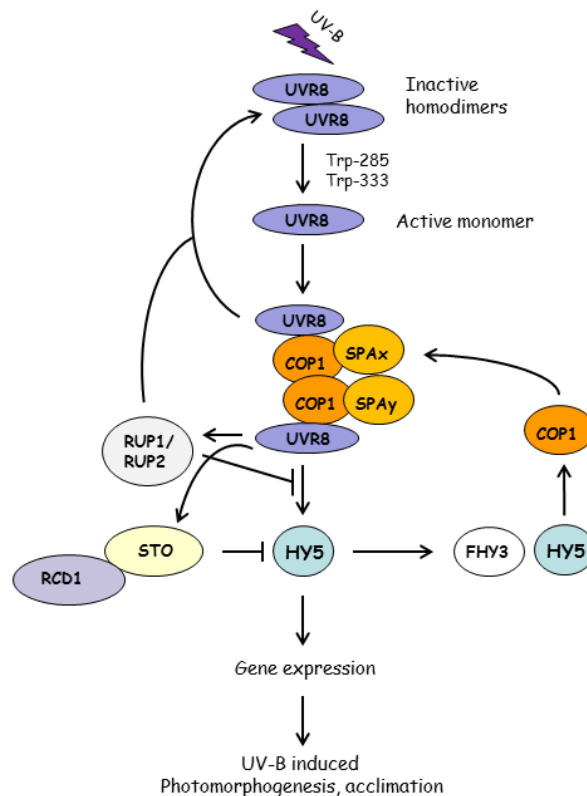 UV-B
UVR8
UVR8
Inactive
homodimers
Trp-285
Trp-333
UVR8
Active monomer
UVR8
COP1
SPAx
COP1
SPAy
UVR8
RUP1/
RUP2
COP1
STO
RCD1
HY5
FHY3
HY5
Gene expression
UV-B induced
Photomorphogenesis, acclimation